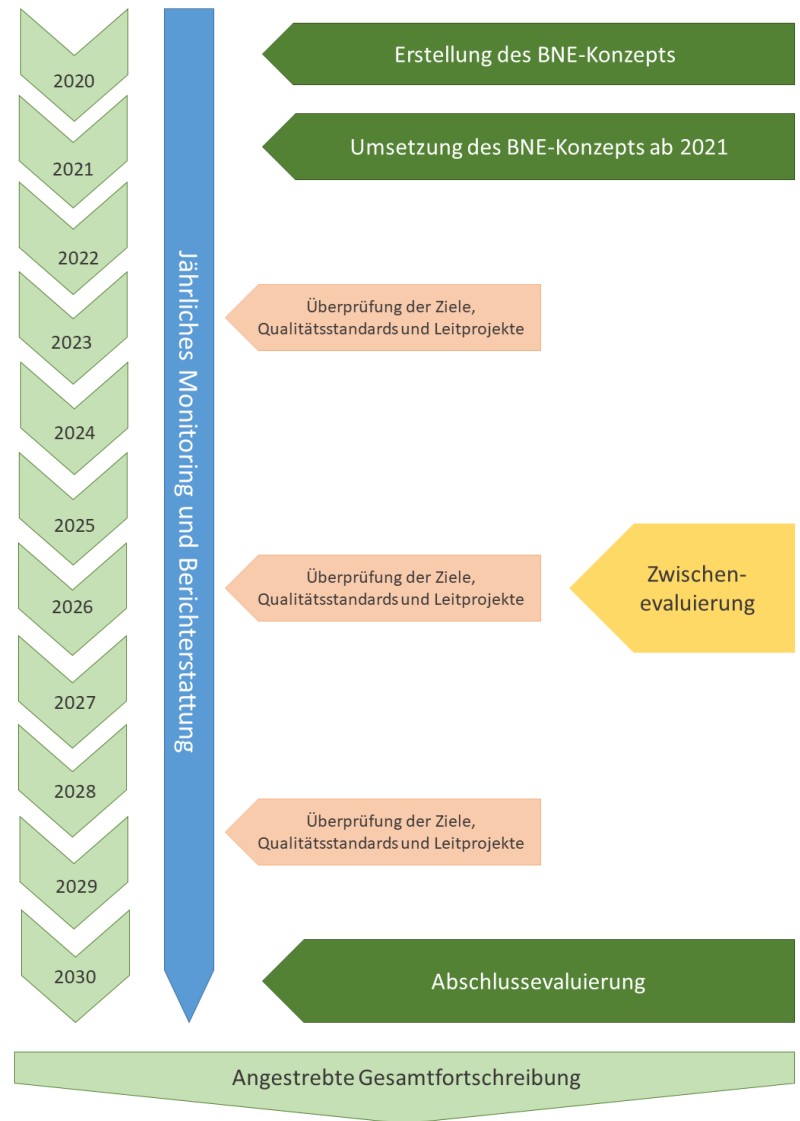 2020
Erstellung des BNE-Konzepts
2021
Umsetzung des BNE-Konzepts ab 2021
2022
Jährliches Monitoring und Berichterstattung
2023
Überprüfung der Ziele,
Qualitätsstandards und Leitprojekte
2024
2025
2026
Überprüfung der Ziele,
Qualitätsstandards und Leitprojekte
Zwischen-
evaluierung
2027
2028
Überprüfung der Ziele,
Qualitätsstandards und Leitprojekte
2029
2030
Abschlussevaluierung
Angestrebte Gesamtfortschreibung